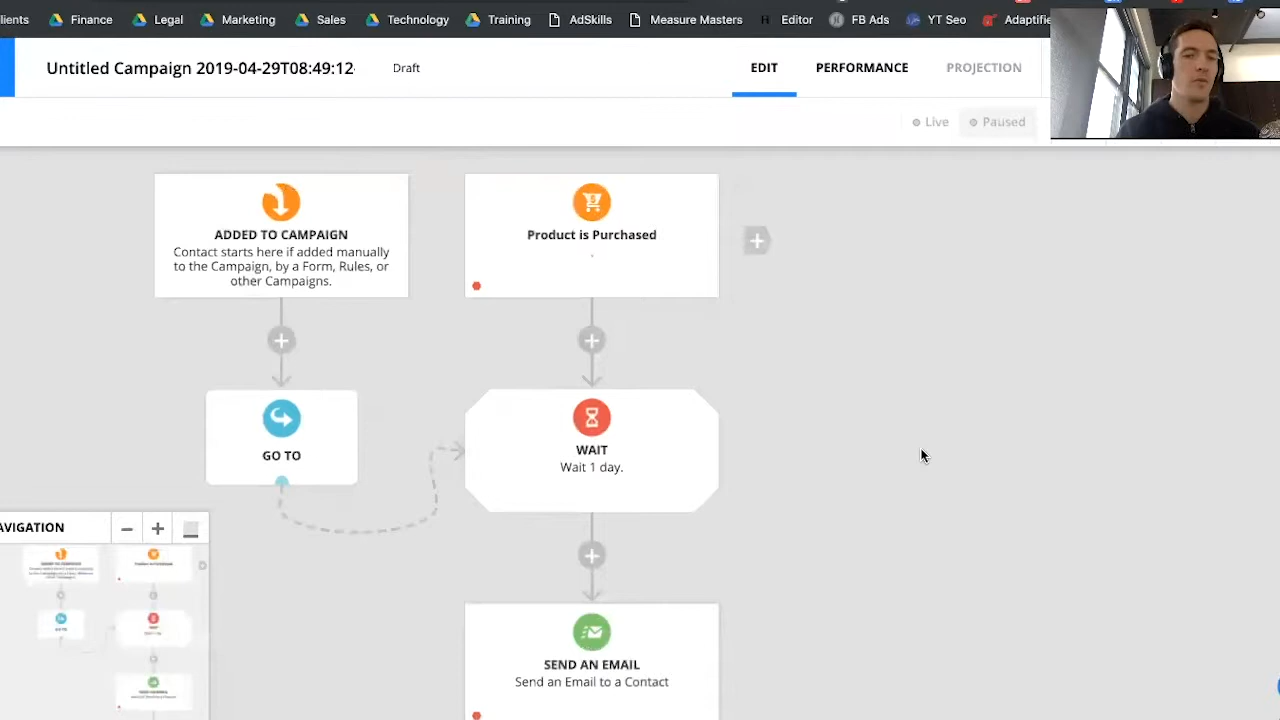 ents Finance Legal Marketing Sales Technology Training AdSkills Measure Masters Editor FB Ads YT Seo Adaptifie
Untitled Campaign 2019-04-29T08:49:12 Draft EDIT PERFORMANCE PROJECTION
Live Paused
ADDED TO CAMPAIGN
Contact starts here if added manually
to the Campaign, by a Form, Rules, or
other Campaigns.
Product is Purchased
.
GO TO
WAIT
Wait 1 day.
AVIGATION
SEND AN EMAIL
Send an Email to a Contact